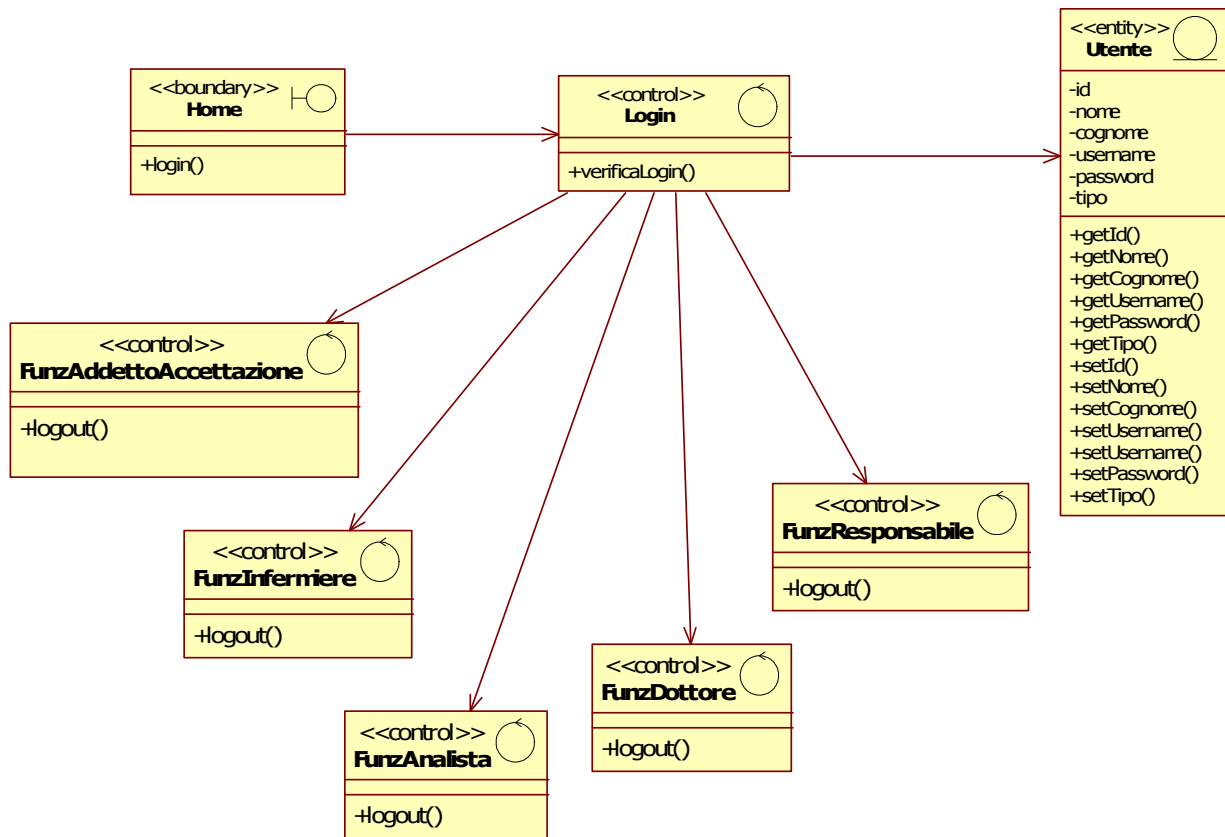 <<boundary>>
Home
+login()
<<control>>
Login
+verificaLogin()
<<entity>>
Utente
-id
-nome
-cognome
-username
-password
-tipo
+getId()
+getNome()
+getCognome()
+getUsername()
+getPassword()
+getTipo()
+setId()
+setNome()
+setCognome()
+setUsername()
+setUsername()
+setPassword()
+setTipo()
<<control>>
FunzAddettoAccettazione
+logout()
<<control>>
FunzInfermiere
+logout()
<<control>>
FunzAnalista
+logout()
<<control>>
FunzDottore
+logout()
<<control>>
FunzResponsabile
+logout()